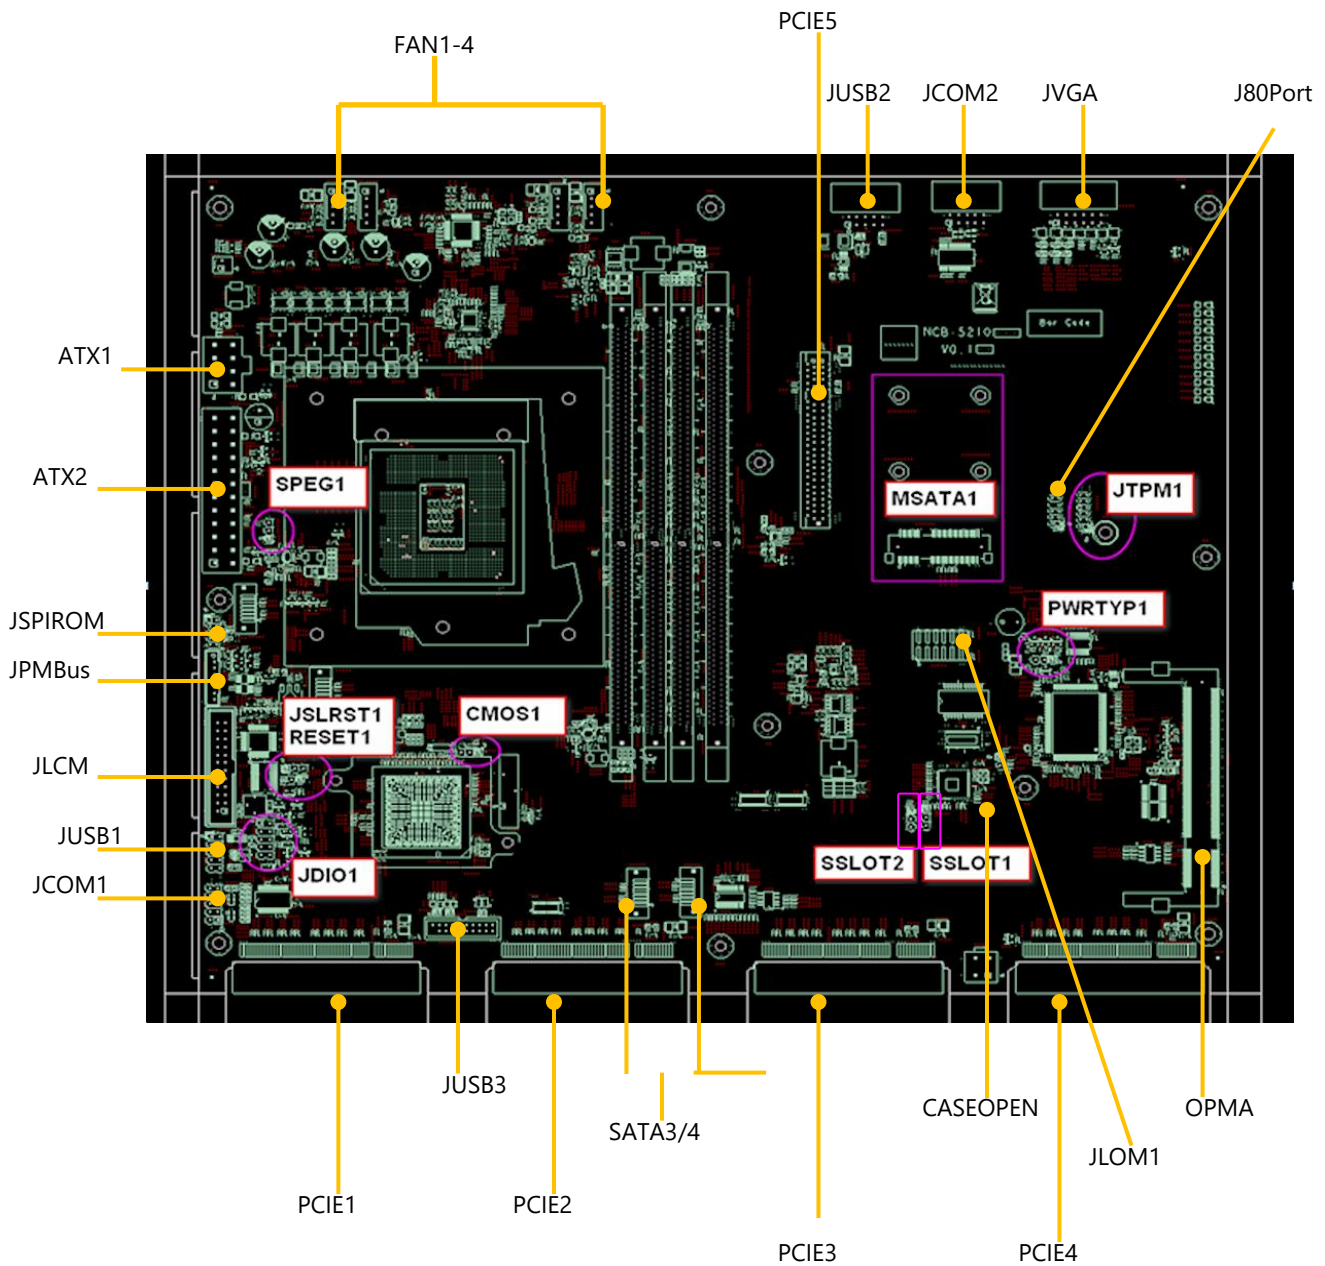 PCIE5
FAN1-4
JUSB2
JCOM2
JVGA
J80Port
NCB-5210
Bar Code
V0.1
ATX1
ATX2
SPEG1
MSATA1
JTPM1
JSPIROM
PWRTYP1
JPMBus
JSLRST1
RESET1
CMOS1
JLCM
JUSB1
SSLOT2
SSLOT1
JDIO1
JCOM1
JUSB3
CASEOPEN
OPMA
SATA3/4
JLOM1
PCIE1
PCIE2
PCIE3
PCIE4